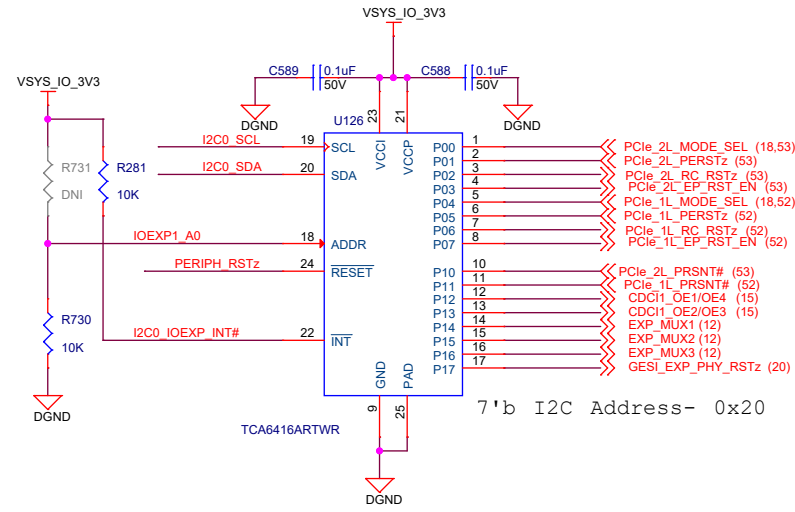 VSYS_IO_3V3
C589
0.1uF
50V
C588
0.1uF
50V
VSYS_IO_3V3
DGND
DGND
U126
23
21
VCCI
VCCP
I2C0_SCL
19
SCL
I2C0_SDA
20
SDA
R731
DNI
R281
10K
IOEXP1_A0
18
ADDR
PERIPH_RSTz
24
RESET
I2C0_IOEXP_INT#
22
INT
R730
10K
DGND
P00
1
PCIe_2L_MODE_SEL (18,53)
P01
2
PCIe_2L_PERSTz (53)
P02
3
PCIe_2L_RC_RSTz (53)
P03
4
PCIe_2L_EP_RST_EN (53)
P04
5
PCIe_1L_MODE_SEL (18,52)
P05
6
PCIe_1L_PERSTz (52)
P06
7
PCIe_1L_RC_RSTz (52)
P07
8
PCIe_1L_EP_RST_EN (52)
P10
10
PCIe_2L_PRSNT# (53)
P11
11
PCIe_1L_PRSNT# (52)
P12
12
CDCI1_OE1/OE4 (15)
P13
13
CDCI1_OE2/OE3 (15)
P14
14
EXP_MUX1 (12)
P15
15
EXP_MUX2 (12)
P16
16
EXP_MUX3 (12)
P17
17
GESI_EXP_PHY_RSTz (20)
GND
PAD
9
25
7'b I2C Address- 0x20
TCA6416ARTWR
DGND